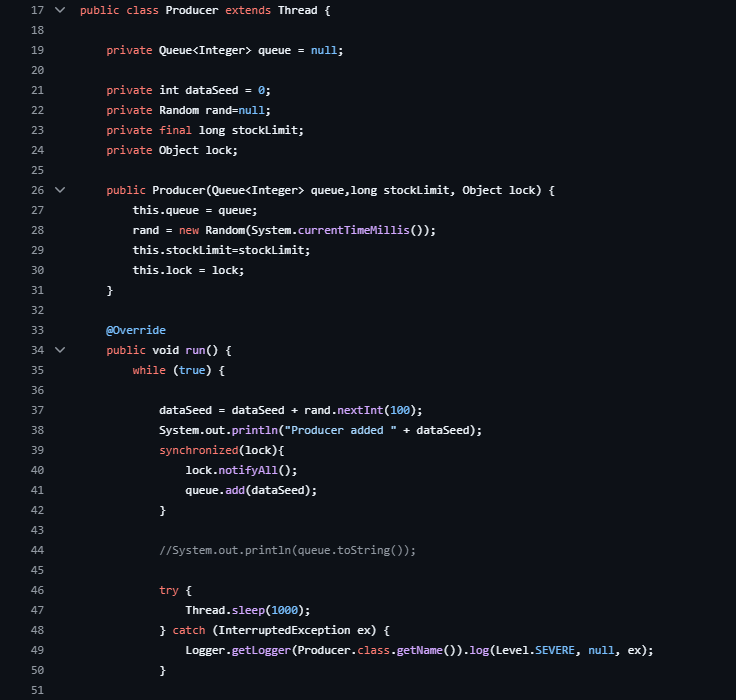 17 public class Producer extends Thread {
18
19     private Queue<Integer> queue = null;
20
21     private int dataSeed = 0;
22     private Random rand=null;
23     private final long stockLimit;
24     private Object lock;
25
26     public Producer(Queue<Integer> queue,long stockLimit, Object lock) {
27         this.queue = queue;
28         rand = new Random(System.currentTimeMillis());
29         this.stockLimit=stockLimit;
30         this.lock = lock;
31     }
32
33     @Override
34     public void run() {
35         while (true) {
36
37             dataSeed = dataSeed + rand.nextInt(100);
38             System.out.println("Producer added " + dataSeed);
39             synchronized(lock){
40                 lock.notifyAll();
41                 queue.add(dataSeed);
42             }
43
44             //System.out.println(queue.toString());
45
46             try {
47                 Thread.sleep(1000);
48             } catch (InterruptedException ex) {
49                 Logger.getLogger(Producer.class.getName()).log(Level.SEVERE, null, ex);
50             }
51